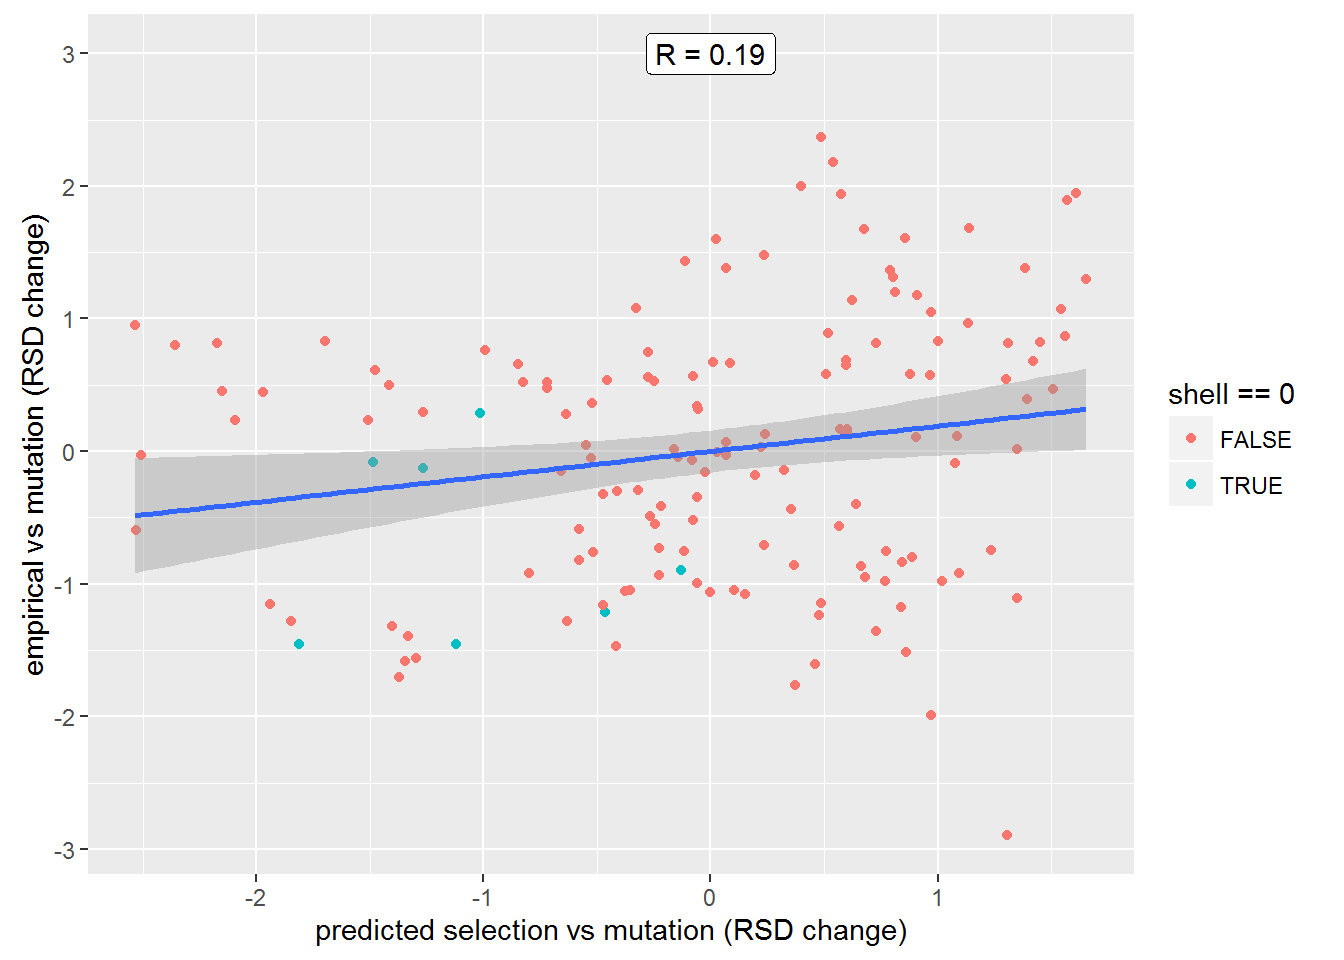 R = 0.19
3
2
1
0
-1
-2
-3
empirical vs mutation (RSD change)
-2
-1
0
1
predicted selection vs mutation (RSD change)
shell == 0
FALSE
TRUE